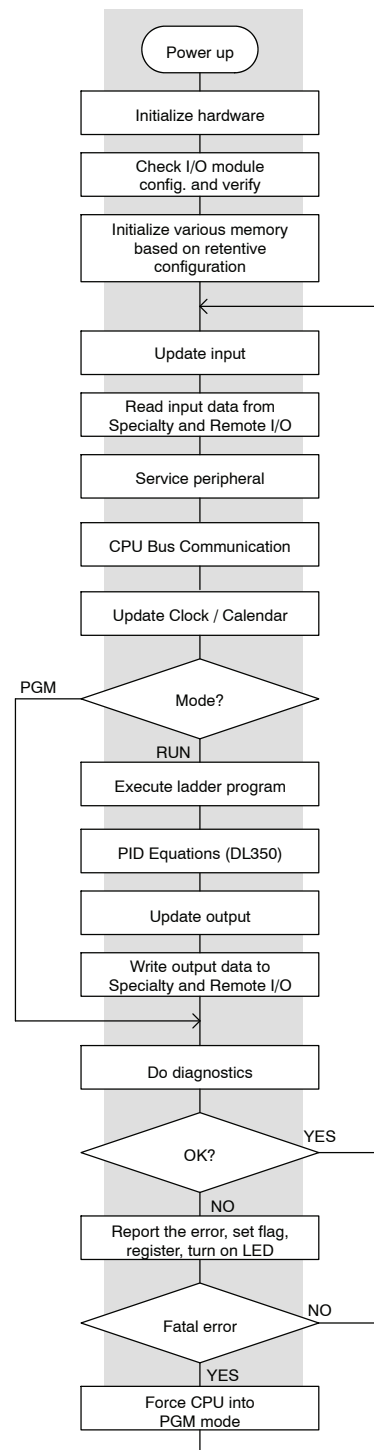 Power up
Initialize hardware
Check I/O module
config. and verify
Initialize various memory
based on retentive
configuration
Update input
Read input data from
Specialty and Remote I/O
Service peripheral
CPU Bus Communication
Update Clock / Calendar
PGM
Mode?
RUN
Execute ladder program
PID Equations (DL350)
Update output
Write output data to
Specialty and Remote I/O
Do diagnostics
OK?
YES
NO
Report the error, set flag,
register, turn on LED
Fatal error
NO
YES
Force CPU into
PGM mode